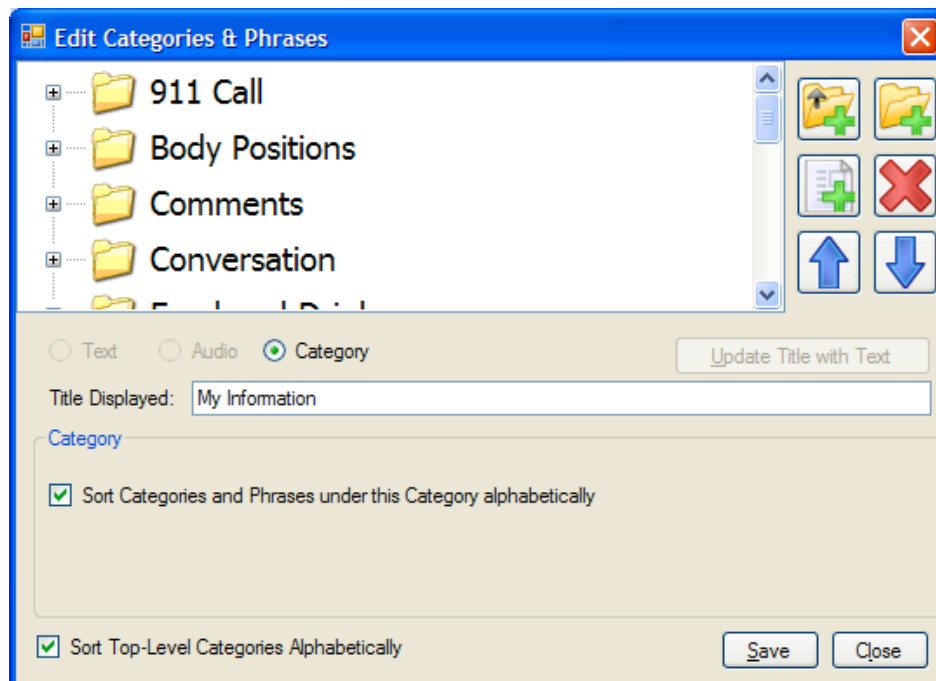 Edit Categories & Phrases
911 Call
Body Positions
Comments
Conversation
Text Audio Category Update Title with Text
Title Displayed: My Information
Category
Sort Categories and Phrases under this Category alphabetically
Sort Top-Level Categories Alphabetically Save Close